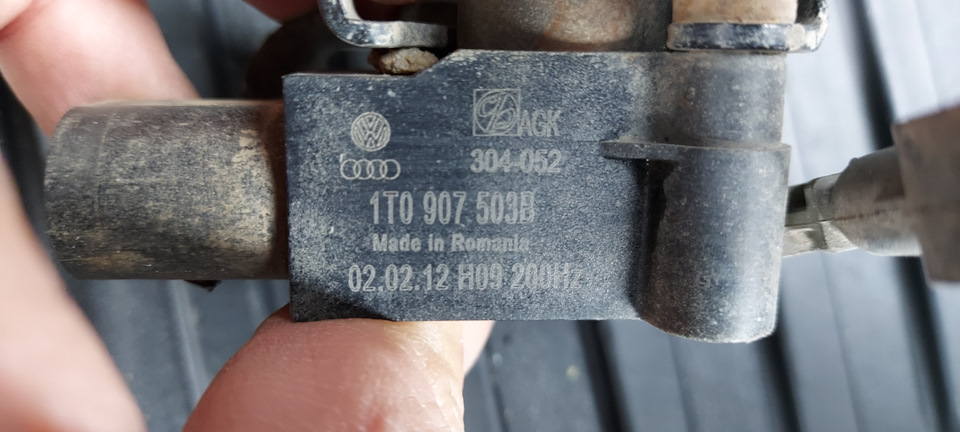 AGK
304-052
1T0 907 503B
Made in Romania
02.02.12 H09 200Hz